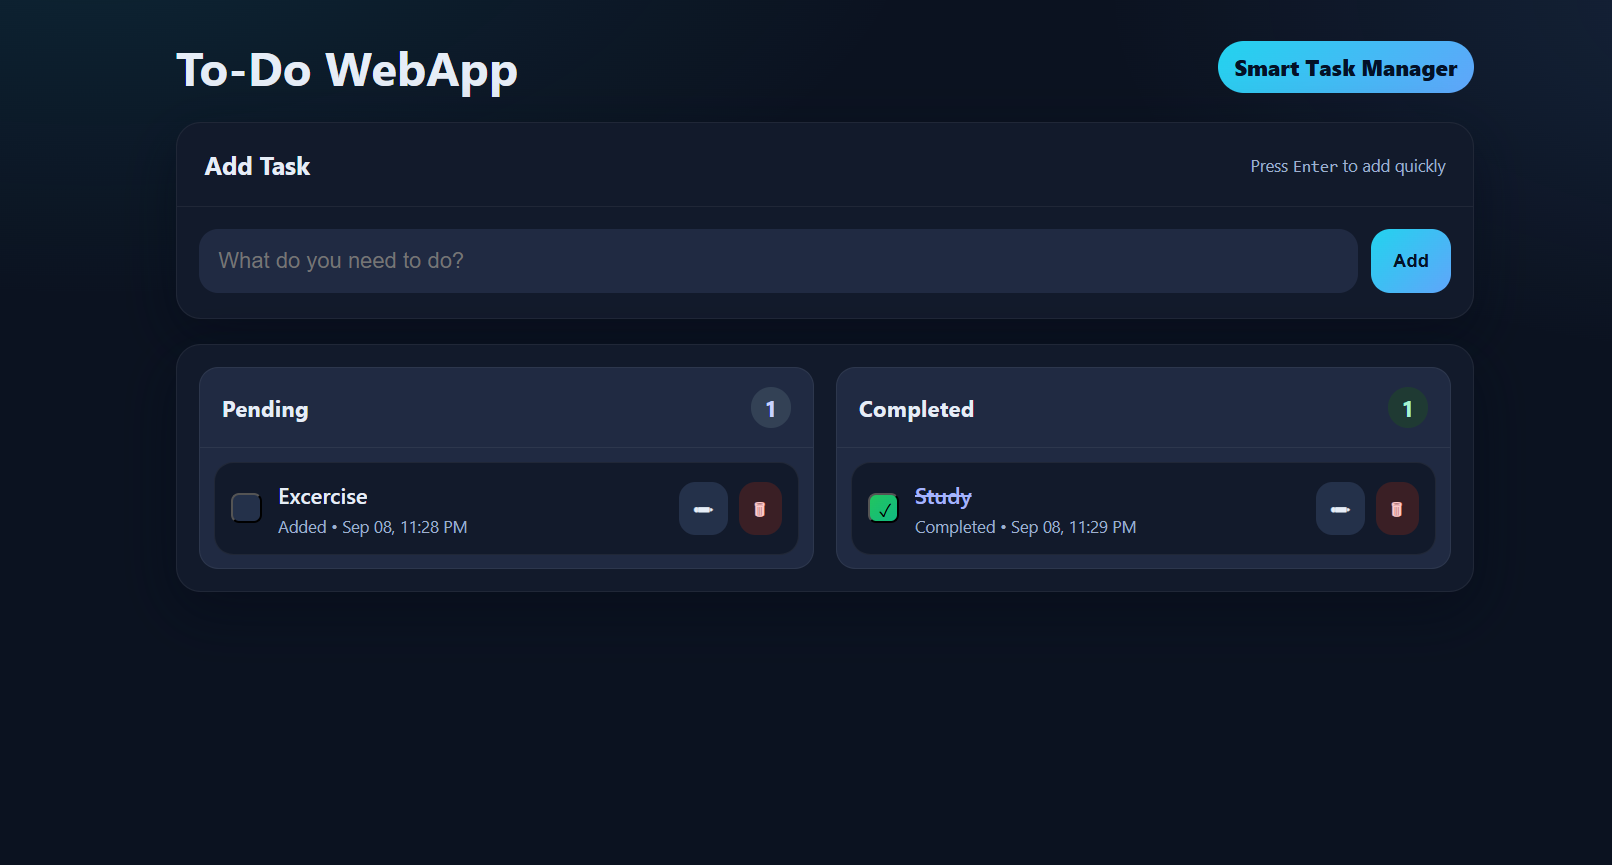 To-Do WebApp
Smart Task Manager
Add Task
Press Enter to add quickly
What do you need to do?
Add
Pending
1
Excercise
Added • Sep 08, 11:28 PM
Completed
1
Study
Completed • Sep 08, 11:29 PM